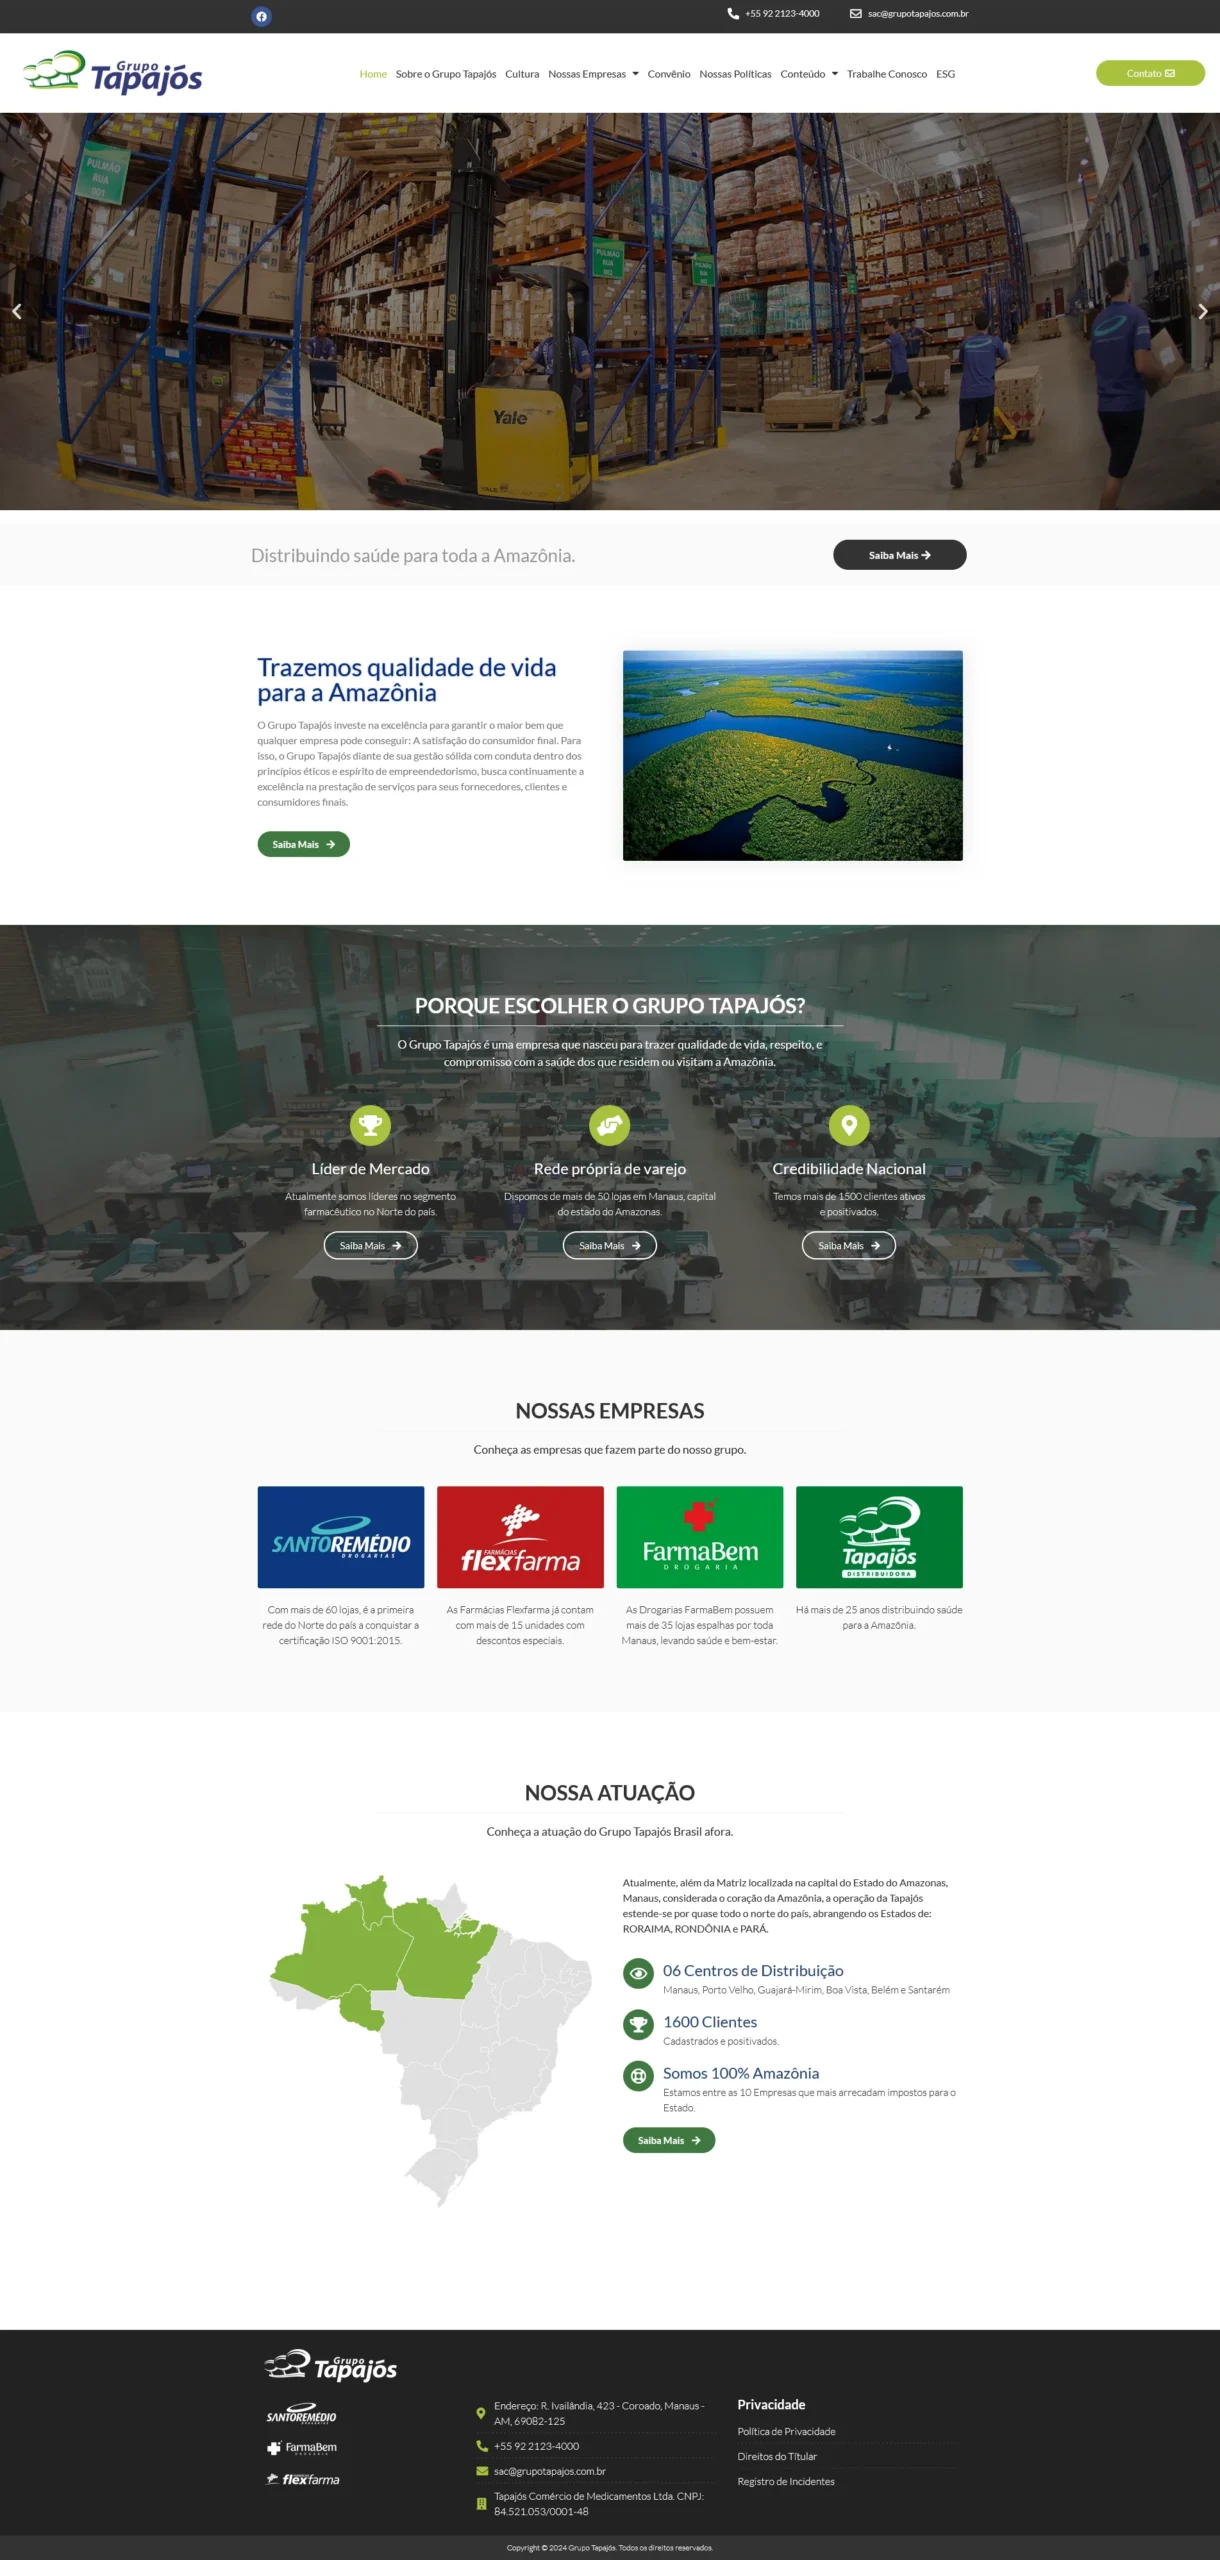 +55 92 2123-4000
sac@grupotapajos.com.br
Grupo
Tapajós
Home
Sobre o Grupo Tapajós
Cultura
Nossas Empresas
Convênio
Nossas Políticas
Conteúdo
Trabalhe Conosco
ESG
Contato
PULMÃO
RUA
001
PULMÃO
RUA
002
PULMÃO
RUA
Yale
Yale
Distribuindo saúde para toda a Amazônia.
Saiba Mais
Trazemos qualidade de vida
para a Amazônia
O Grupo Tapajós investe na excelência para garantir o maior bem que
qualquer empresa pode conseguir: A satisfação do consumidor final. Para
isso, o Grupo Tapajós diante de sua gestão sólida com conduta dentro dos
princípios éticos e espírito de empreendedorismo, busca continuamente a
excelência na prestação de serviços para seus fornecedores, clientes e
consumidores finais.
Saiba Mais
PORQUE ESCOLHER O GRUPO TAPAJÓS?
O Grupo Tapajós é uma empresa que nasceu para trazer qualidade de vida, respeito, e
compromisso com a saúde dos que residem ou visitam a Amazônia.
Líder de Mercado
Atualmente somos líderes no segmento
farmacêutico no Norte do país.
Saiba Mais
Rede própria de varejo
Dispomos de mais de 50 lojas em Manaus, capital
do estado do Amazonas.
Saiba Mais
Credibilidade Nacional
Temos mais de 1500 clientes ativos
e positivados.
Saiba Mais
NOSSAS EMPRESAS
Conheça as empresas que fazem parte do nosso grupo.
SANTOREMÉDIO
DROGARIAS
Com mais de 60 lojas, é a primeira
rede do Norte do país a conquistar a
certificação ISO 9001:2015.
FARMÁCIAS
flexfarma
As Farmácias Flexfarma já contam
com mais de 15 unidades com
descontos especiais.
FarmaBem
DROGARIA
As Drogarias FarmaBem possuem
mais de 35 lojas espalhas por toda
Manaus, levando saúde e bem-estar.
Tapajós
DISTRIBUIDORA
Há mais de 25 anos distribuindo saúde
para a Amazônia.
NOSSA ATUAÇÃO
Conheça a atuação do Grupo Tapajós Brasil afora.
Atualmente, além da Matriz localizada na capital do Estado do Amazonas,
Manaus, considerada o coração da Amazônia, a operação da Tapajós
estende-se por quase todo o norte do país, abrangendo os Estados de:
RORAIMA, RONDÔNIA e PARÁ.
06 Centros de Distribuição
Manaus, Porto Velho, Guajará-Mirim, Boa Vista, Belém e Santarém
1600 Clientes
Cadastrados e positivados.
Somos 100% Amazônia
Estamos entre as 10 Empresas que mais arrecadam impostos para o
Estado.
Saiba Mais
Grupo
Tapajós
SANTOREMÉDIO
DROGARIAS
FarmaBem
DROGARIA
flexfarma
Endereço: R. Ivailândia, 423 - Coroado, Manaus -
AM, 69082-125
+55 92 2123-4000
sac@grupotapajos.com.br
Tapajós Comércio de Medicamentos Ltda. CNPJ:
84.521.053/0001-48
Privacidade
Política de Privacidade
Direitos do Títular
Registro de Incidentes
Copyright © 2024 Grupo Tapajós. Todos os direitos reservados.